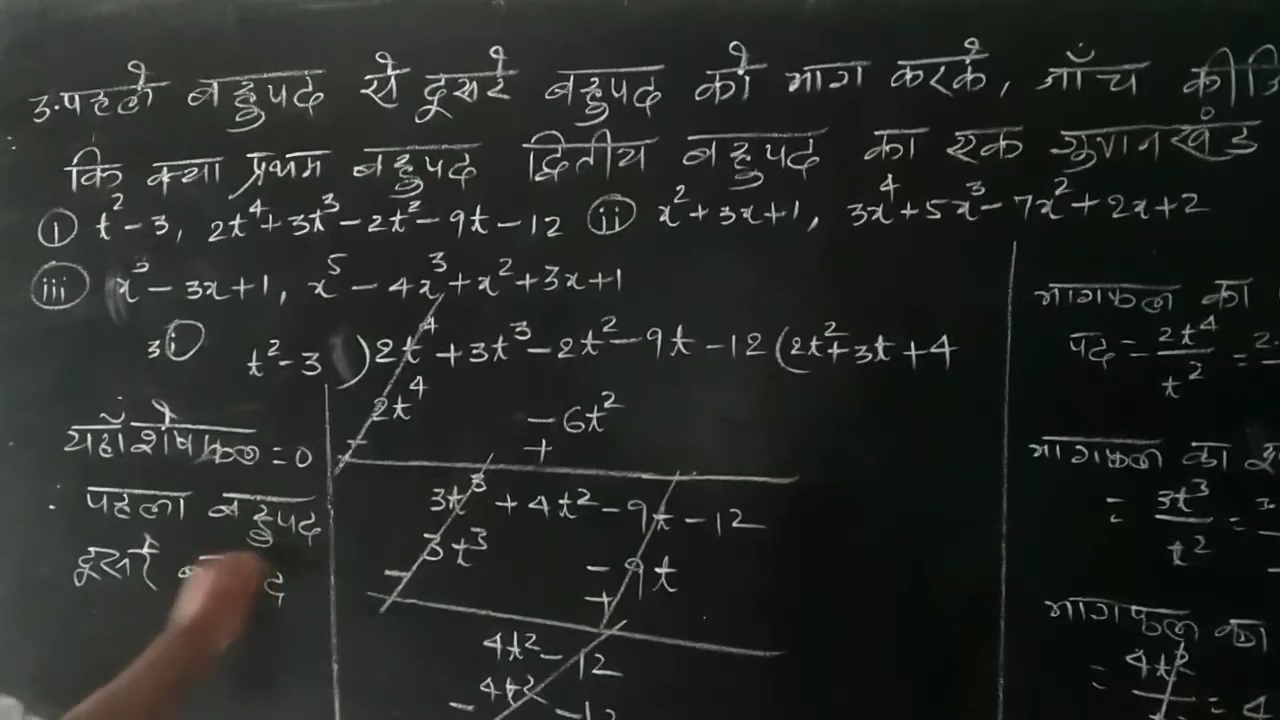 3. पहले बहुपद से दूसरे बहुपद को भाग करके, जाँच
कि क्या प्रथम बहुपद द्वितीय बहुपद का एक गुणनखंड
(i) t² - 3, 2t⁴ + 3t³ - 2t² - 9t - 12 (ii) x² + 3x + 1, 3x⁴ + 5x³ - 7x² + 2x + 2
(iii) x³ - 3x + 1, x⁵ - 4x³ + x² + 3x + 1
3 (i) t² - 3 ) 2t⁴ + 3t³ - 2t² - 9t - 12 ( 2t² + 3t + 4
2t⁴ - 6t²
- +
3t³ + 4t² - 9t - 12
3t³ - 9t
- +
4t² - 12
4t² - 12
-
यहाँ शेषफल = 0
∴ पहला बहुपद
दूसरे
भागफल का
पद = 2t⁴/t² =
भागफल का
= 3t³/t² =
भागफल का
= 4t² = 4